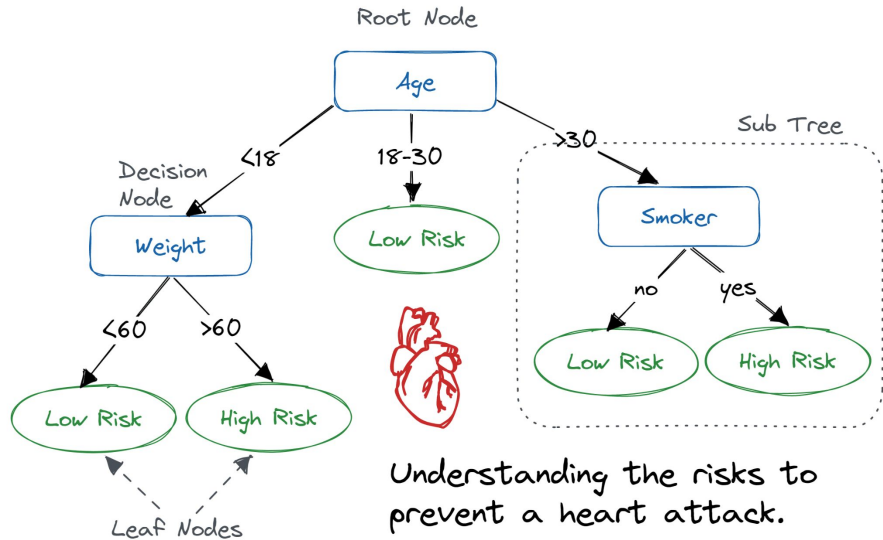 Root Node
Age
Sub Tree
<18
18-30
>30
Decision
Node
Weight
Low Risk
Smoker
<60
>60
no
yes
Low Risk
High Risk
Low Risk
High Risk
Leaf Nodes
Understanding the risks to
prevent a heart attack.